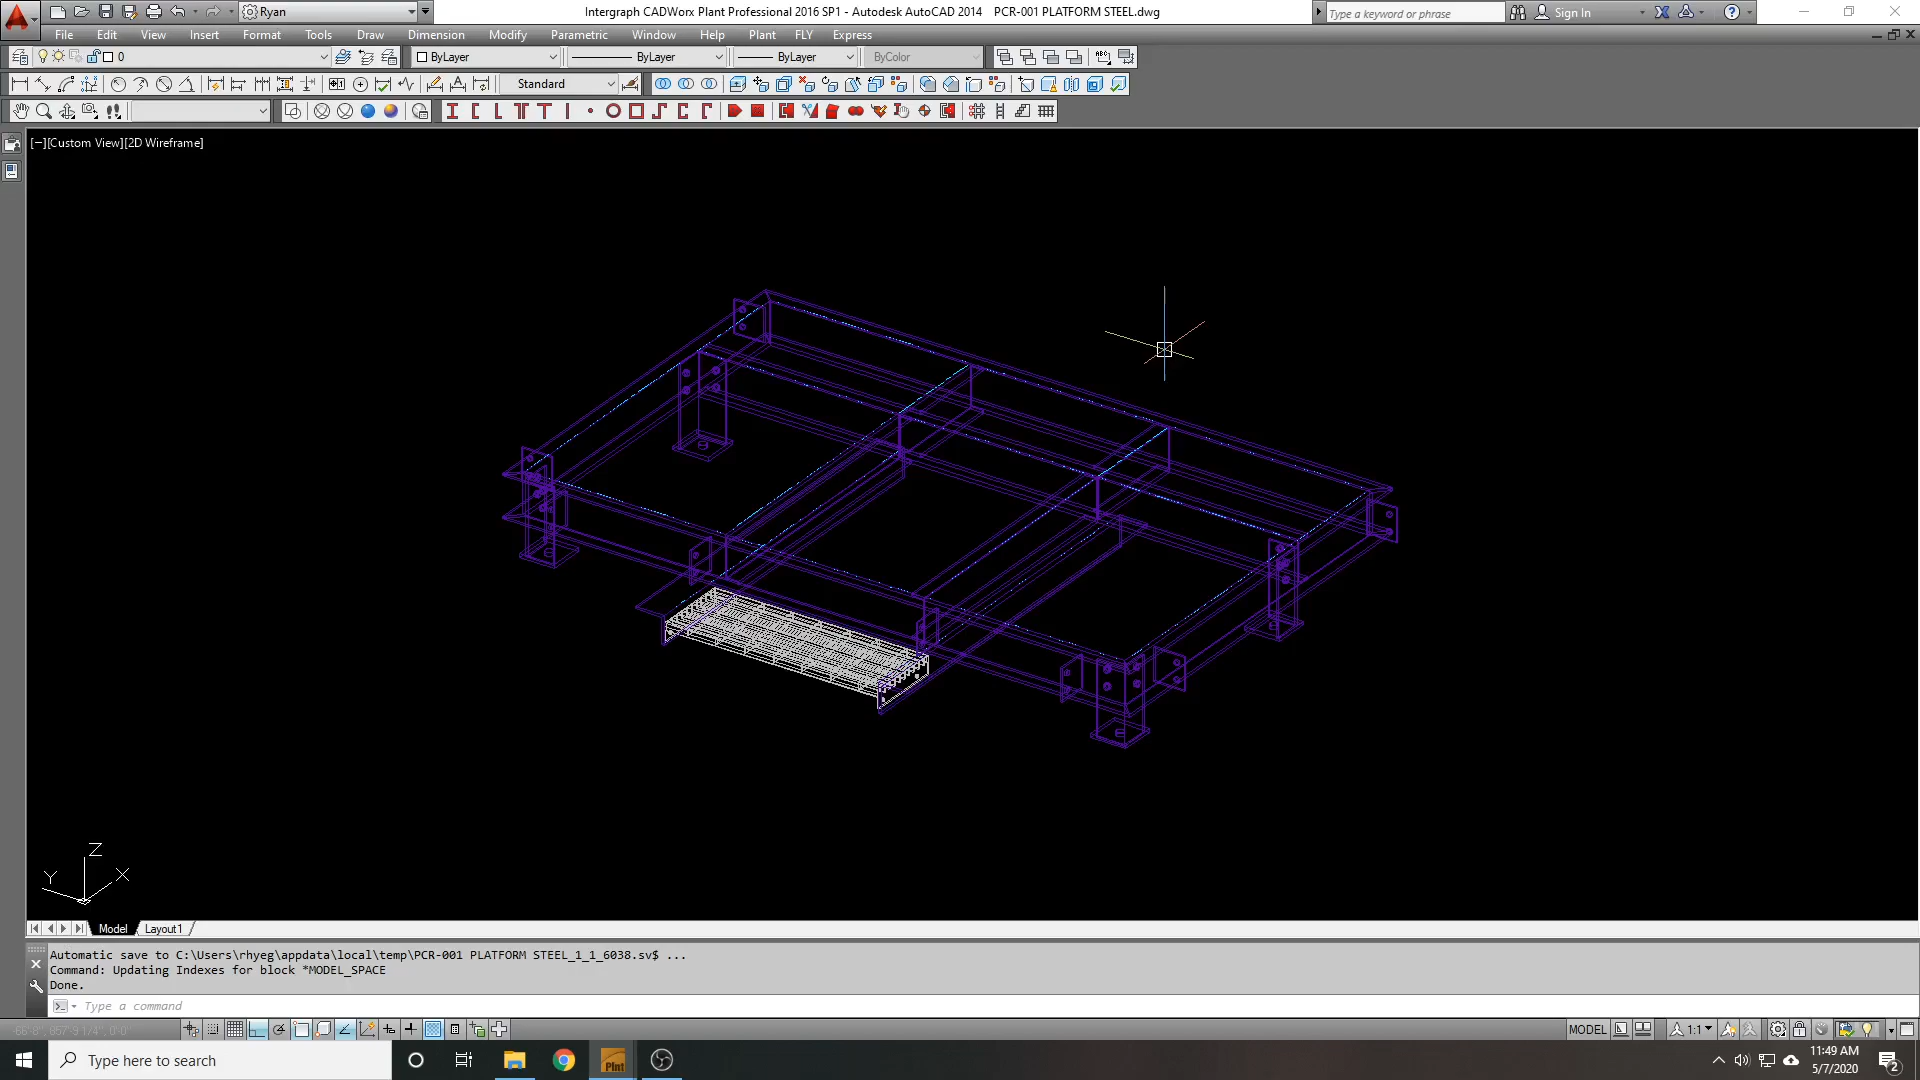 Ryan
Intergraph CADWorx Plant Professional 2016 SP1 - Autodesk AutoCAD 2014 PCR-001 PLATFORM STEEL.dwg
Type a keyword or phrase
Sign In
File Edit View Insert Format Tools Draw Dimension Modify Parametric Window Help Plant FLY Express
0 ByLayer ByLayer ByLayer ByColor
Standard
[−][Custom View][2D Wireframe]
Z
Y
X
Model Layout1
Automatic save to C:\Users\rhyeg\appdata\local\temp\PCR-001 PLATFORM STEEL_1_1_6038.sv$ ...
Command: Updating Indexes for block *MODEL_SPACE
Done.
Type a command
MODEL 1:1
Type here to search
Plnt
11:49 AM
5/7/2020
2